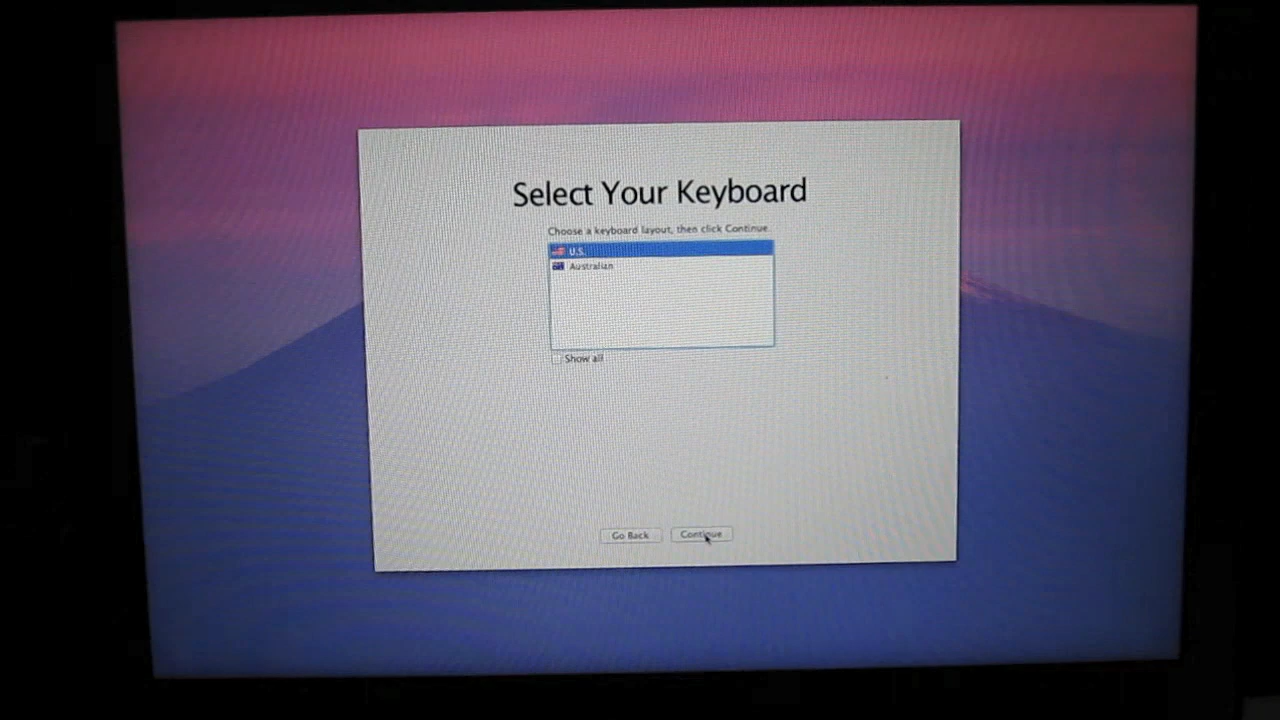 Select Your Keyboard
Choose a keyboard layout, then click Continue.
U.S.
Australian
Show all
Go Back
Continue